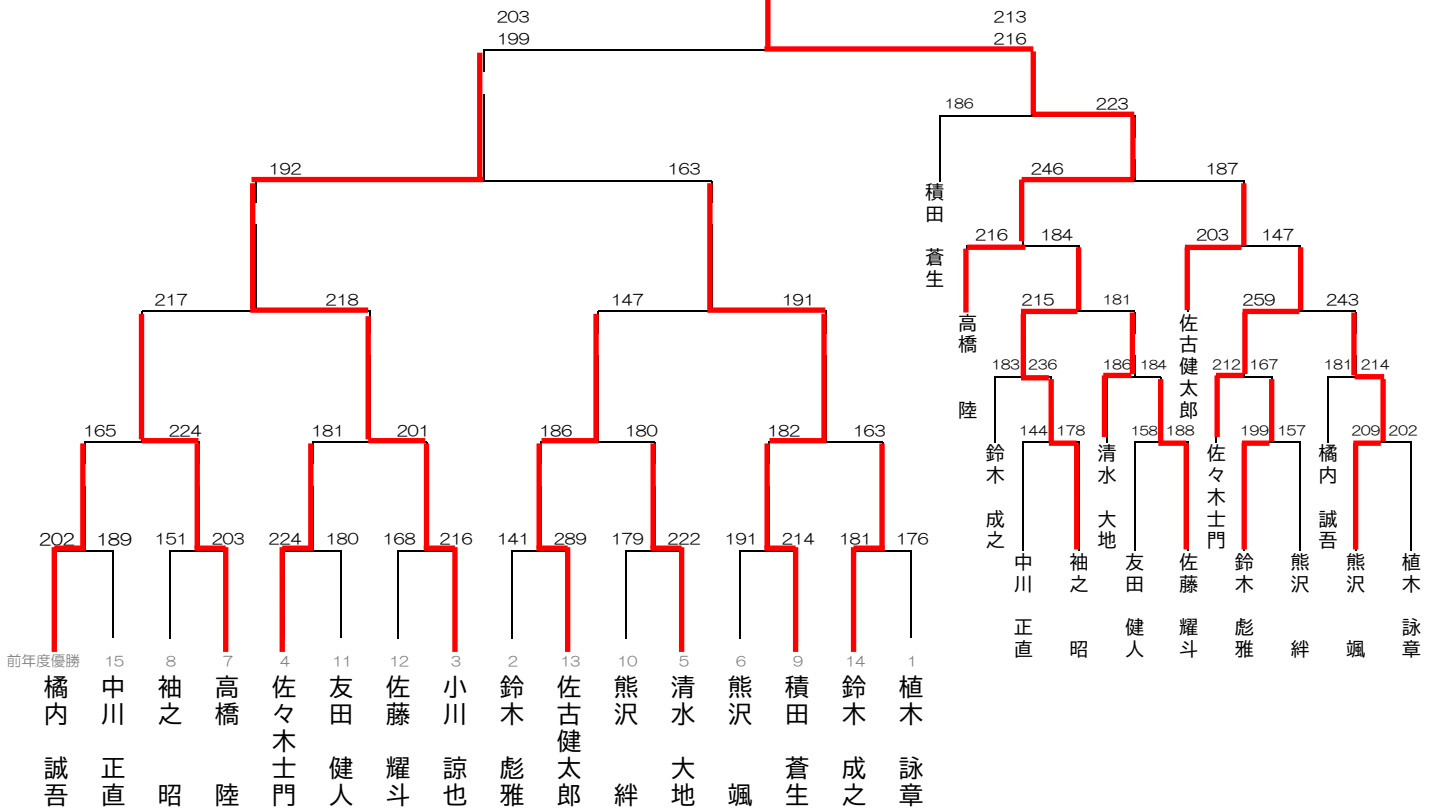 203 213
199 216
186 223
192 163 246 187
積田 蒼生
216 184 203 147
217 218 147 191 215 181 259 243
高橋 陸
佐古健太郎
183 236 186 184 212 167 181 214
165 224 181 201 186 180 182 163 144 178 158 188 199 157 209 202
鈴木 成之
清水 大地
佐々木士門
橘内 誠吾
202 189 151 203 224 180 168 216 141 289 179 222 191 214 181 176
中川 正直
袖之 昭
友田 健人
佐藤 耀斗
鈴木 彪雅
熊沢 絆
熊沢 颯
植木 詠章
前年度優勝 15 8 7 4 11 12 3 2 13 10 5 6 9 14 1
橘内 誠吾
中川 正直
袖之 昭
高橋 陸
佐々木士門
友田 健人
佐藤 耀斗
小川 諒也
鈴木 彪雅
佐古健太郎
熊沢 絆
清水 大地
熊沢 颯
積田 蒼生
鈴木 成之
植木 詠章